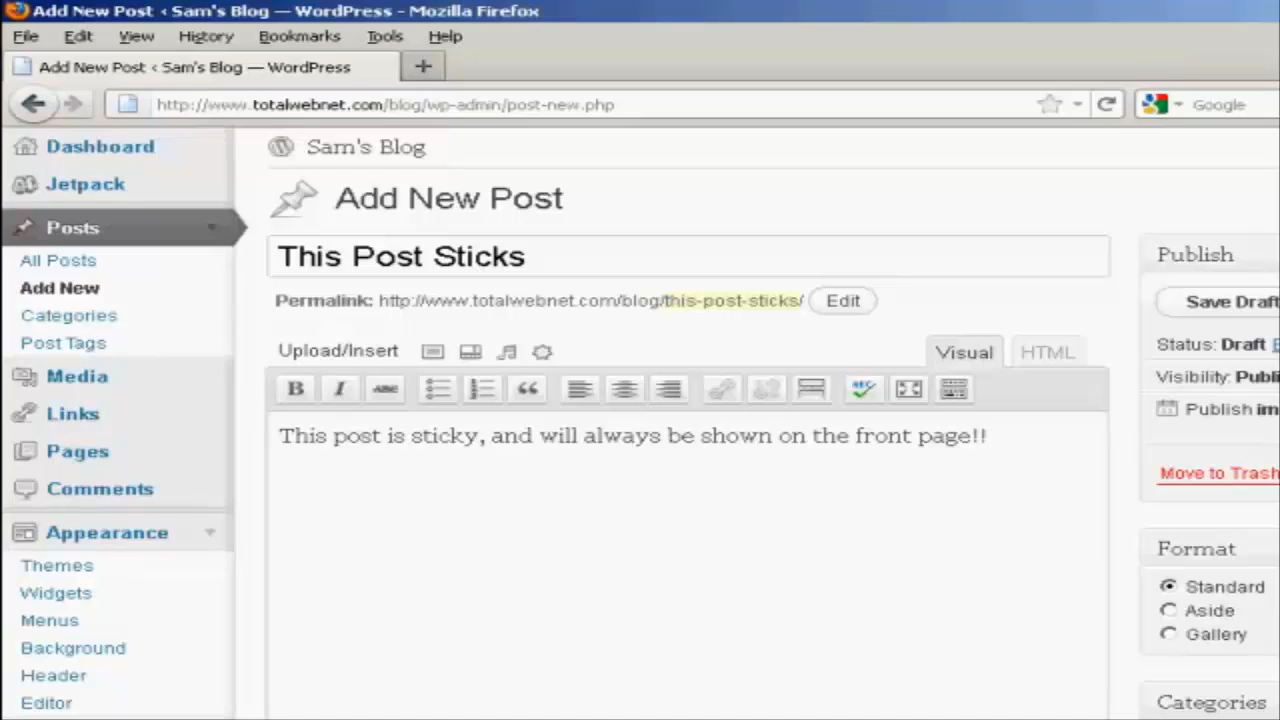 Add New Post ‹ Sam's Blog — WordPress - Mozilla Firefox
File Edit View History Bookmarks Tools Help
Add New Post ‹ Sam's Blog — WordPress
http://www.totalwebnet.com/blog/wp-admin/post-new.php
Google
Dashboard
Jetpack
Posts
All Posts
Add New
Categories
Post Tags
Media
Links
Pages
Comments
Appearance
Themes
Widgets
Menus
Background
Header
Editor
Sam's Blog
Add New Post
This Post Sticks
Permalink: http://www.totalwebnet.com/blog/this-post-sticks/ Edit
Upload/Insert
Visual HTML
B I ABC ABC
This post is sticky, and will always be shown on the front page!!
Publish
Save Draft
Status: Draft E
Visibility: Publi
Publish im
Move to Trash
Format
Standard
Aside
Gallery
Categories